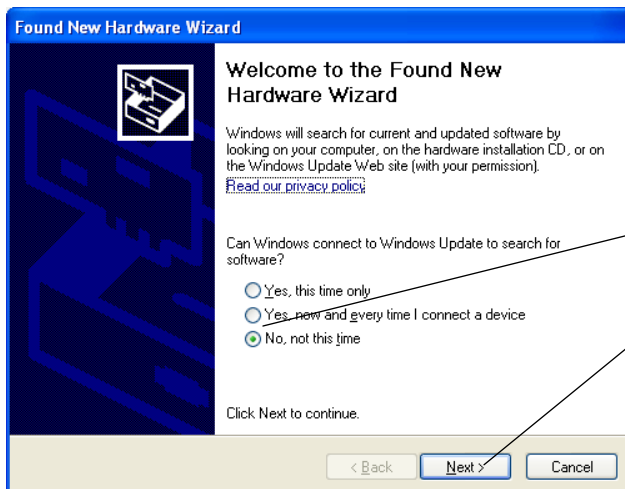 Found New Hardware Wizard
Welcome to the Found New
Hardware Wizard
Windows will search for current and updated software by
looking on your computer, on the hardware installation CD, or on
the Windows Update Web site (with your permission).
Read our privacy policy
Can Windows connect to Windows Update to search for
software?
Yes, this time only
Yes, now and every time I connect a device
No, not this time
Click Next to continue.
< Back
Next >
Cancel